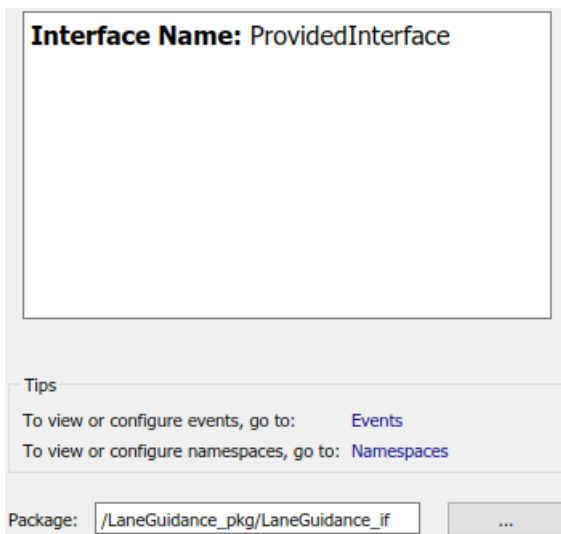 Interface Name: ProvidedInterface
Tips
To view or configure events, go to: Events
To view or configure namespaces, go to: Namespaces
Package: /LaneGuidance_pkg/LaneGuidance_if ...